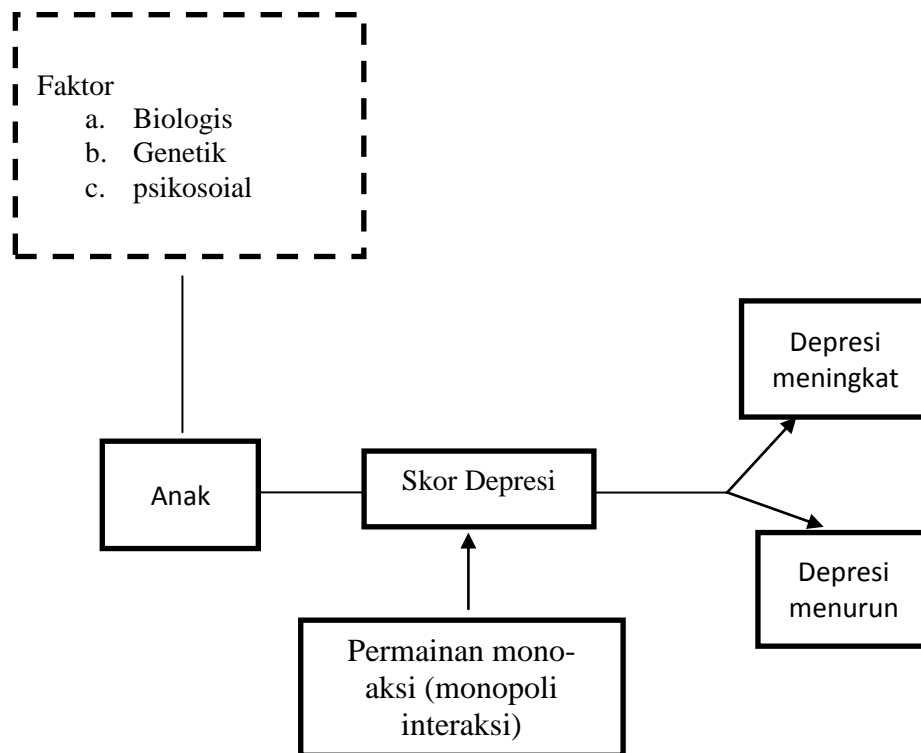 Faktor
a. Biologis
b. Genetik
c. psikosoial
Depresi
meningkat
Anak
Skor Depresi
Depresi
menurun
Permainan mono-
aksi (monopoli
interaksi)